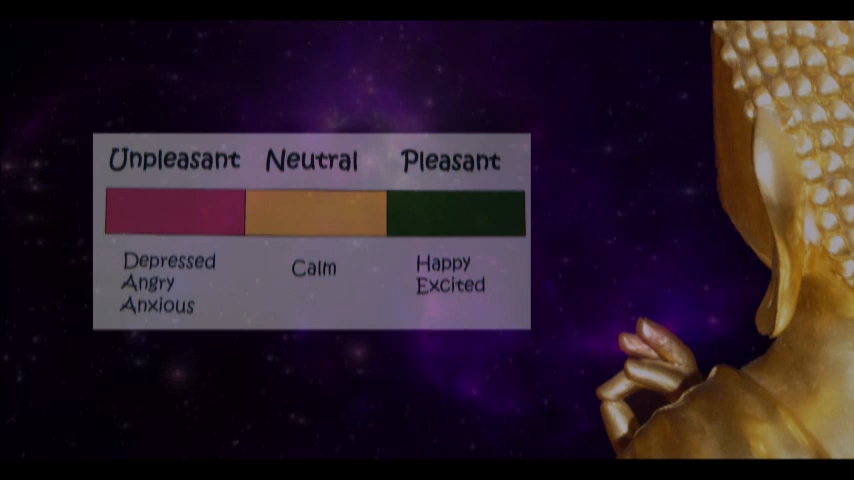 Unpleasant Neutral Pleasant
Depressed
Angry
Anxious
Calm
Happy
Excited